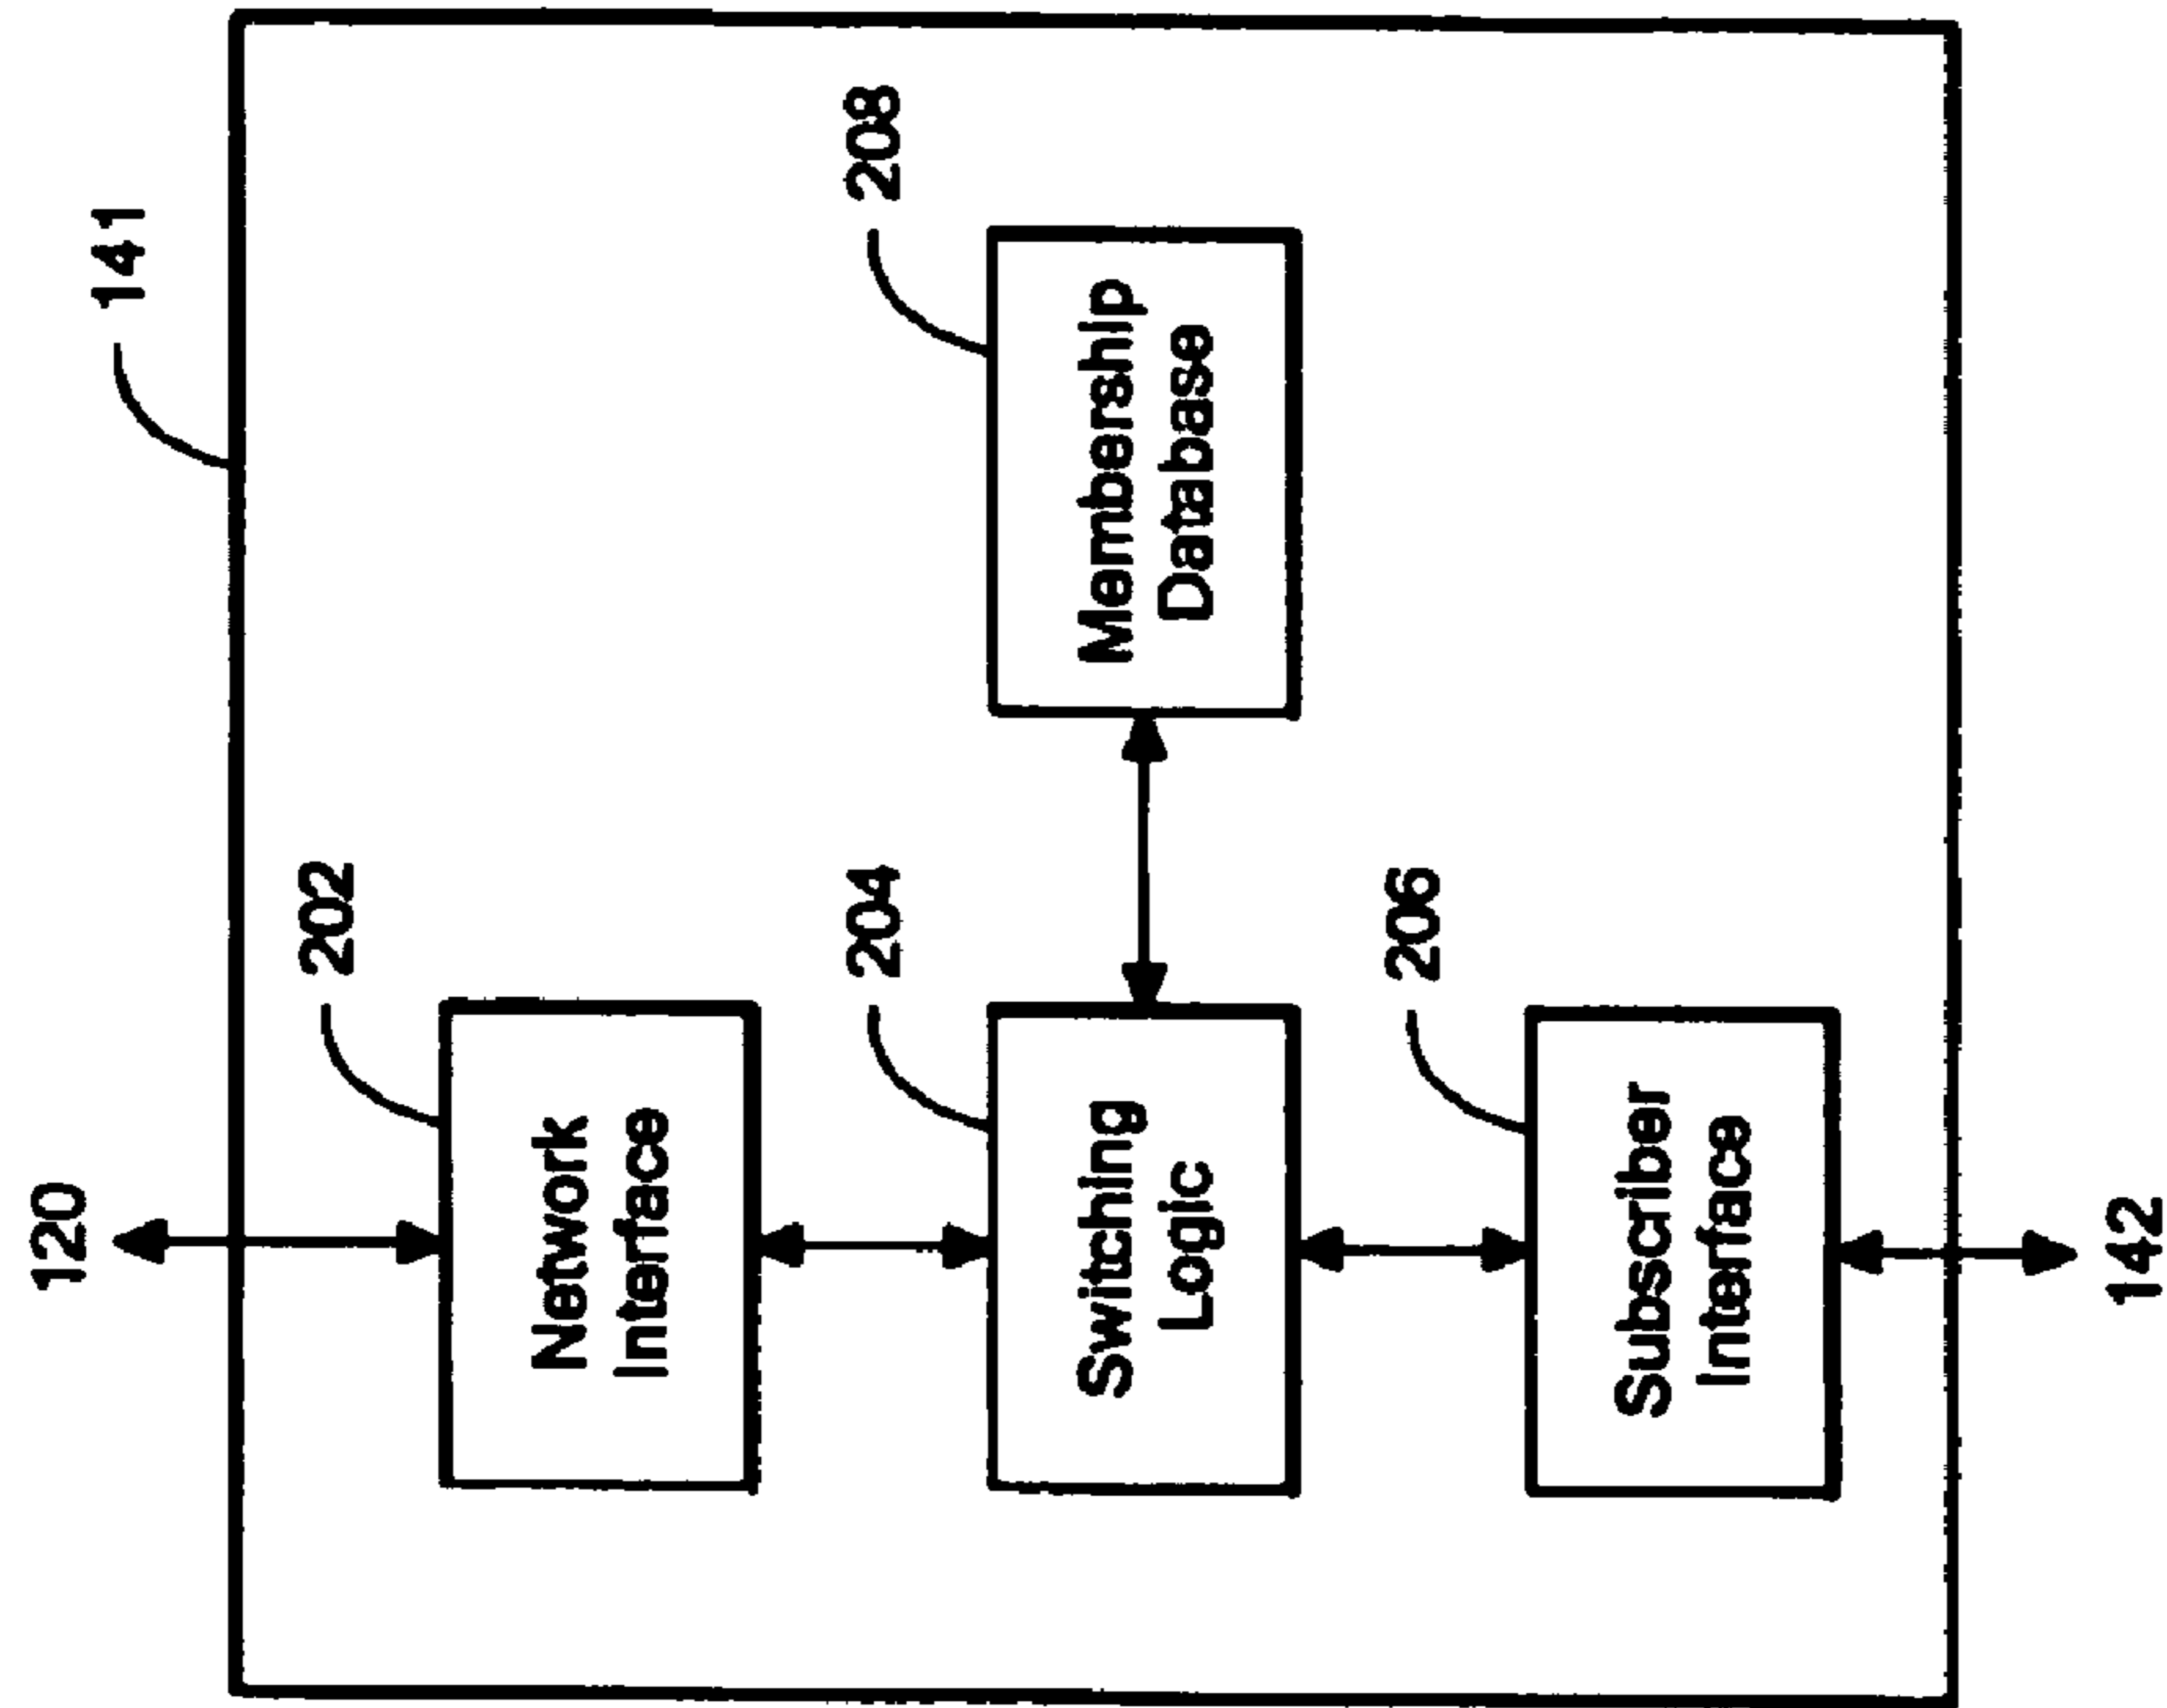 120
141
202
Network
Interface
204
208
Switching
Logic
Membership
Database
206
Subscriber
Interface
142